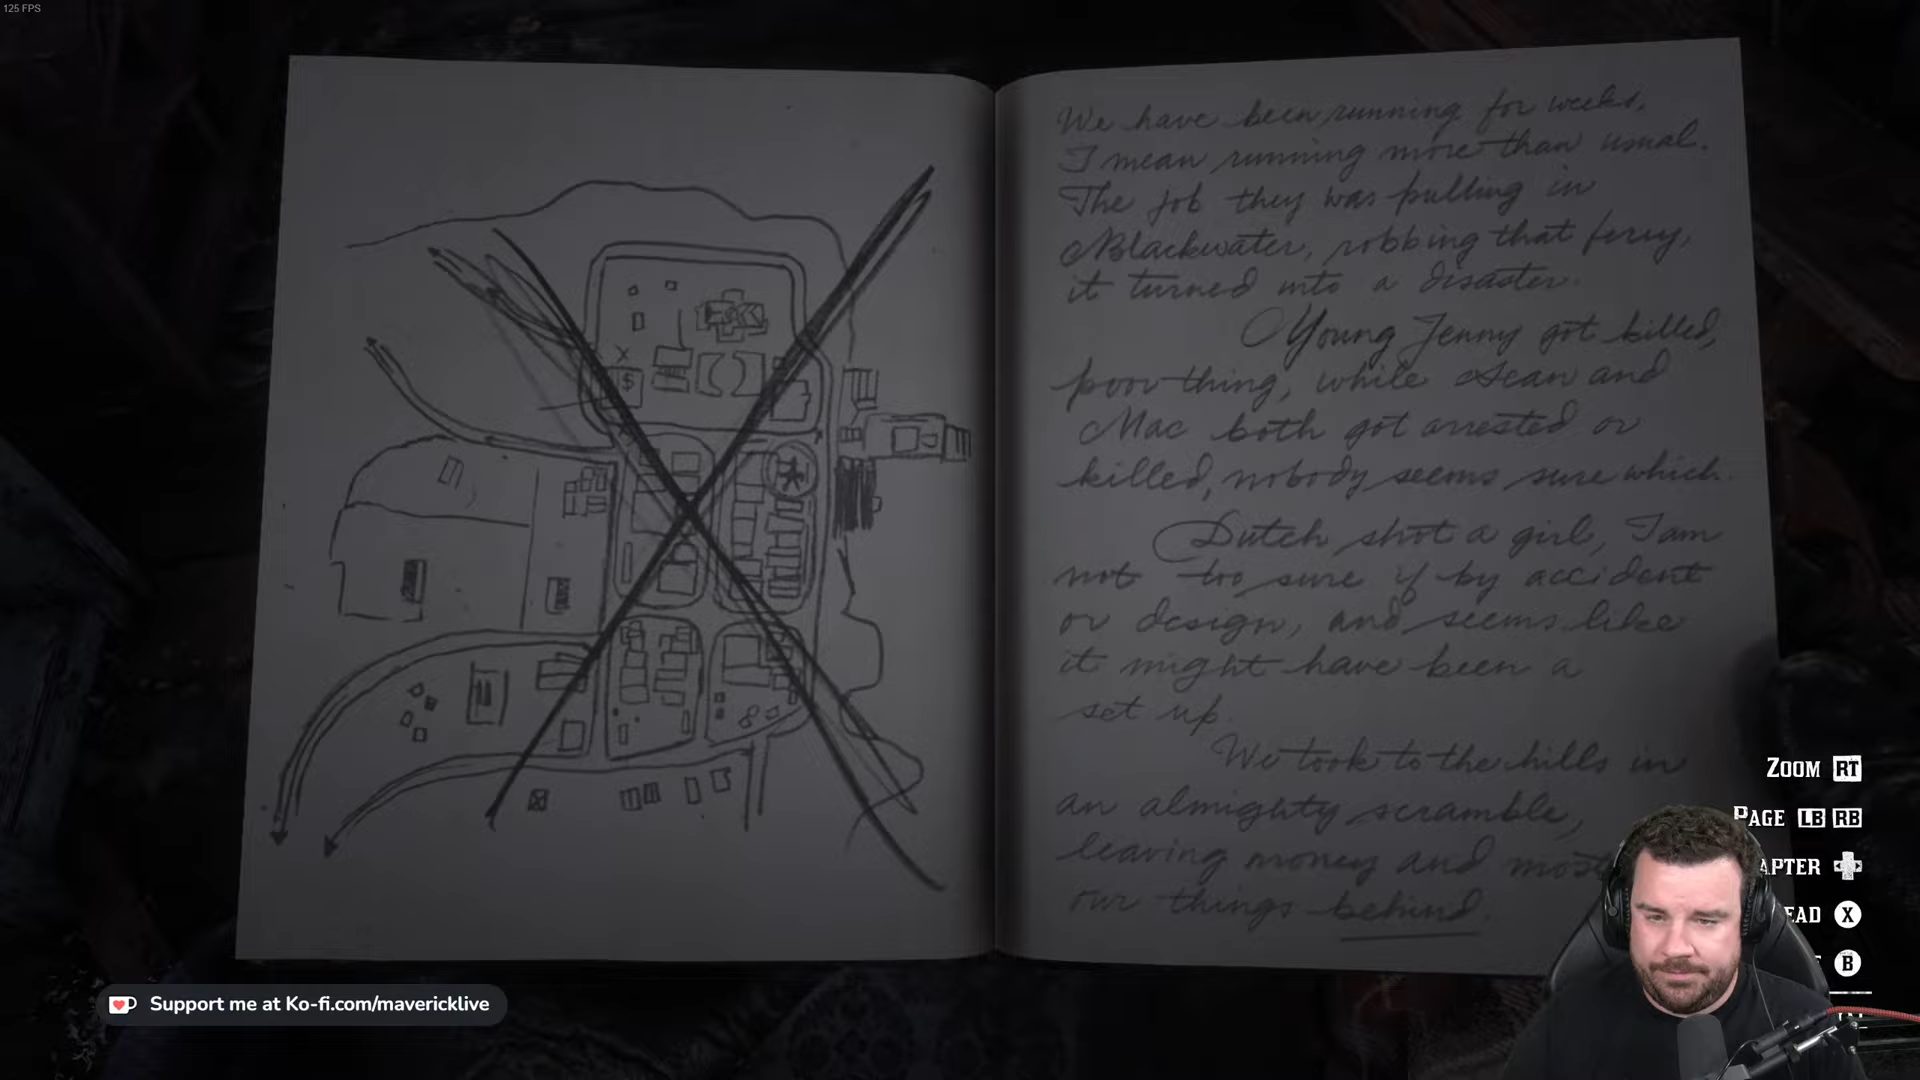 125 FPS
We have been running for weeks,
I mean running more than usual.
The job they was pulling in
Blackwater, robbing that ferry,
it turned into a disaster.
Young Jenny got killed,
poor thing, while Sean and
Mac both got arrested or
killed, nobody seems sure which.
Dutch shot a girl, I am
not too sure if by accident
or design, and seems like
it might have been a
set up.
We took to the hills in
an almighty scramble,
leaving money and most
our things behind.
X
$
ZOOM RT
PAGE LB RB
APTER
EAD X
B
Support me at Ko-fi.com/mavericklive